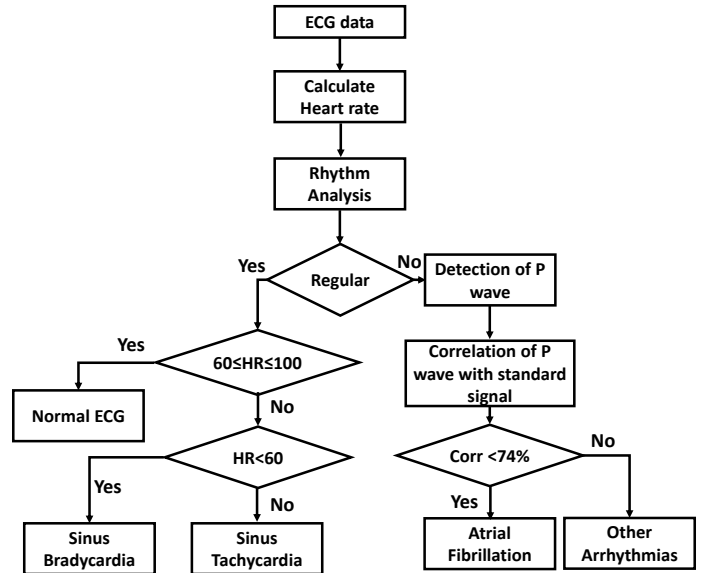 ECG data
Calculate
Heart rate
Rhythm
Analysis
Yes
Regular
No
Detection of P
wave
Yes
60≤HR≤100
Correlation of P
wave with standard
signal
Normal ECG
No
HR<60
Corr <74%
No
Yes
No
Yes
Sinus
Bradycardia
Sinus
Tachycardia
Atrial
Fibrillation
Other
Arrhythmias